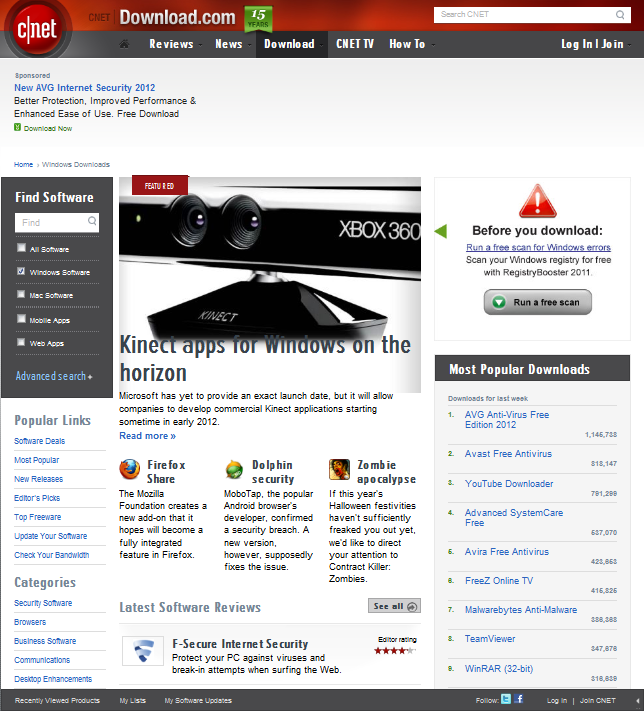 c|net
CNET | Download.com
15 YEARS
Search CNET
Reviews
News
Download
CNET TV
How To
Log In | Join
Sponsored
New AVG Internet Security 2012
Better Protection, Improved Performance &
Enhanced Ease of Use. Free Download
Download Now
Home › Windows Downloads
Find Software
Find
All Software
Windows Software
Mac Software
Mobile Apps
Web Apps
Advanced search +
Popular Links
Software Deals
Most Popular
New Releases
Editor's Picks
Top Freeware
Update Your Software
Check Your Bandwidth
Categories
Security Software
Browsers
Business Software
Communications
Desktop Enhancements
FEATURED
XBOX 360
KINECT
Kinect apps for Windows on the
horizon
Microsoft has yet to provide an exact launch date, but it will allow
companies to develop commercial Kinect applications starting
sometime in early 2012.
Read more »
Firefox
Share
The Mozilla
Foundation creates a
new add-on that it
hopes will become a
fully integrated
feature in Firefox.
Dolphin
security
MoboTap, the popular
Android browser's
developer, confirmed
a security breach. A
new version,
however, supposedly
fixes the issue.
Zombie
apocalypse
If this year's
Halloween festivities
haven't sufficiently
freaked you out yet,
we'd like to direct
your attention to
Contract Killer:
Zombies.
Latest Software Reviews
See all
F-Secure Internet Security
Protect your PC against viruses and
break-in attempts when surfing the Web.
Editor rating
Before you download:
Run a free scan for Windows errors
Scan your Windows registry for free
with RegistryBooster 2011.
Run a free scan
Most Popular Downloads
Downloads for last week
1. AVG Anti-Virus Free
Edition 2012
2. Avast Free Antivirus
3. YouTube Downloader
791,299
4. Advanced SystemCare
Free
637,070
5. Avira Free Antivirus
6. FreeZ Online TV
7. Malwarebytes Anti-Malware
8. TeamViewer
347,676
9. WinRAR (32-bit)
Recently Viewed Products
My Lists
My Software Updates
Follow:
Log In | Join CNET